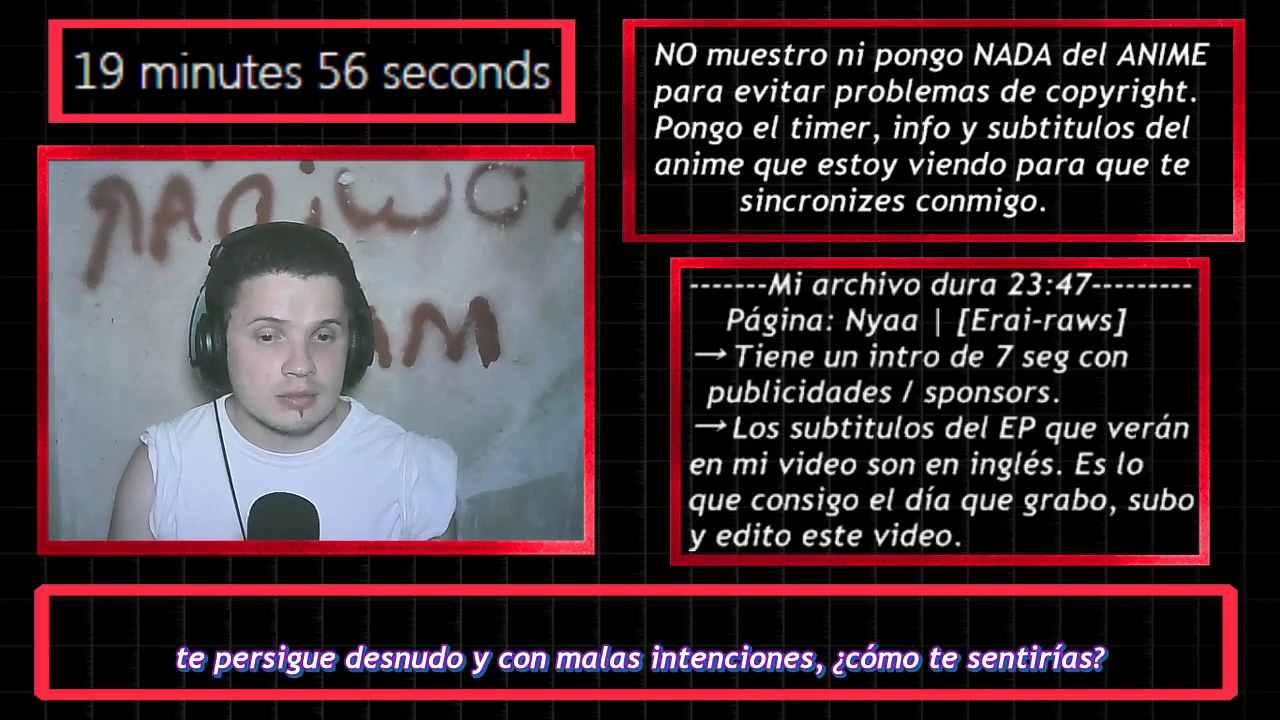 19 minutes 56 seconds
NO muestro ni pongo NADA del ANIME
para evitar problemas de copyright.
Pongo el timer, info y subtitulos del
anime que estoy viendo para que te
sincronizes conmigo.
-------Mi archivo dura 23:47---------
Página: Nyaa | [Erai-raws]
→ Tiene un intro de 7 seg con
publicidades / sponsors.
→ Los subtitulos del EP que verán
en mi video son en inglés. Es lo
que consigo el día que grabo, subo
y edito este video.
te persigue desnudo y con malas intenciones, ¿cómo te sentirías?